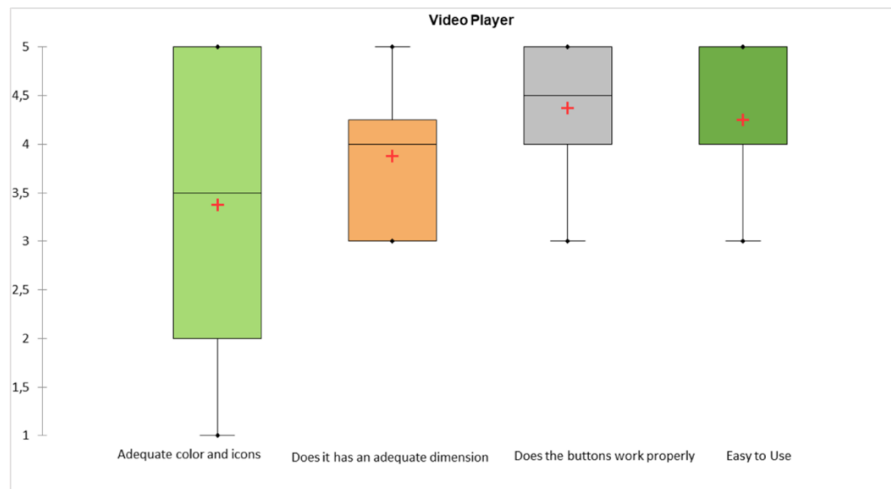 Video Player
5
4,5
4
3,5
3
2,5
2
1,5
1
Adequate color and icons
Does it has an adequate dimension
Does the buttons work properly
Easy to Use